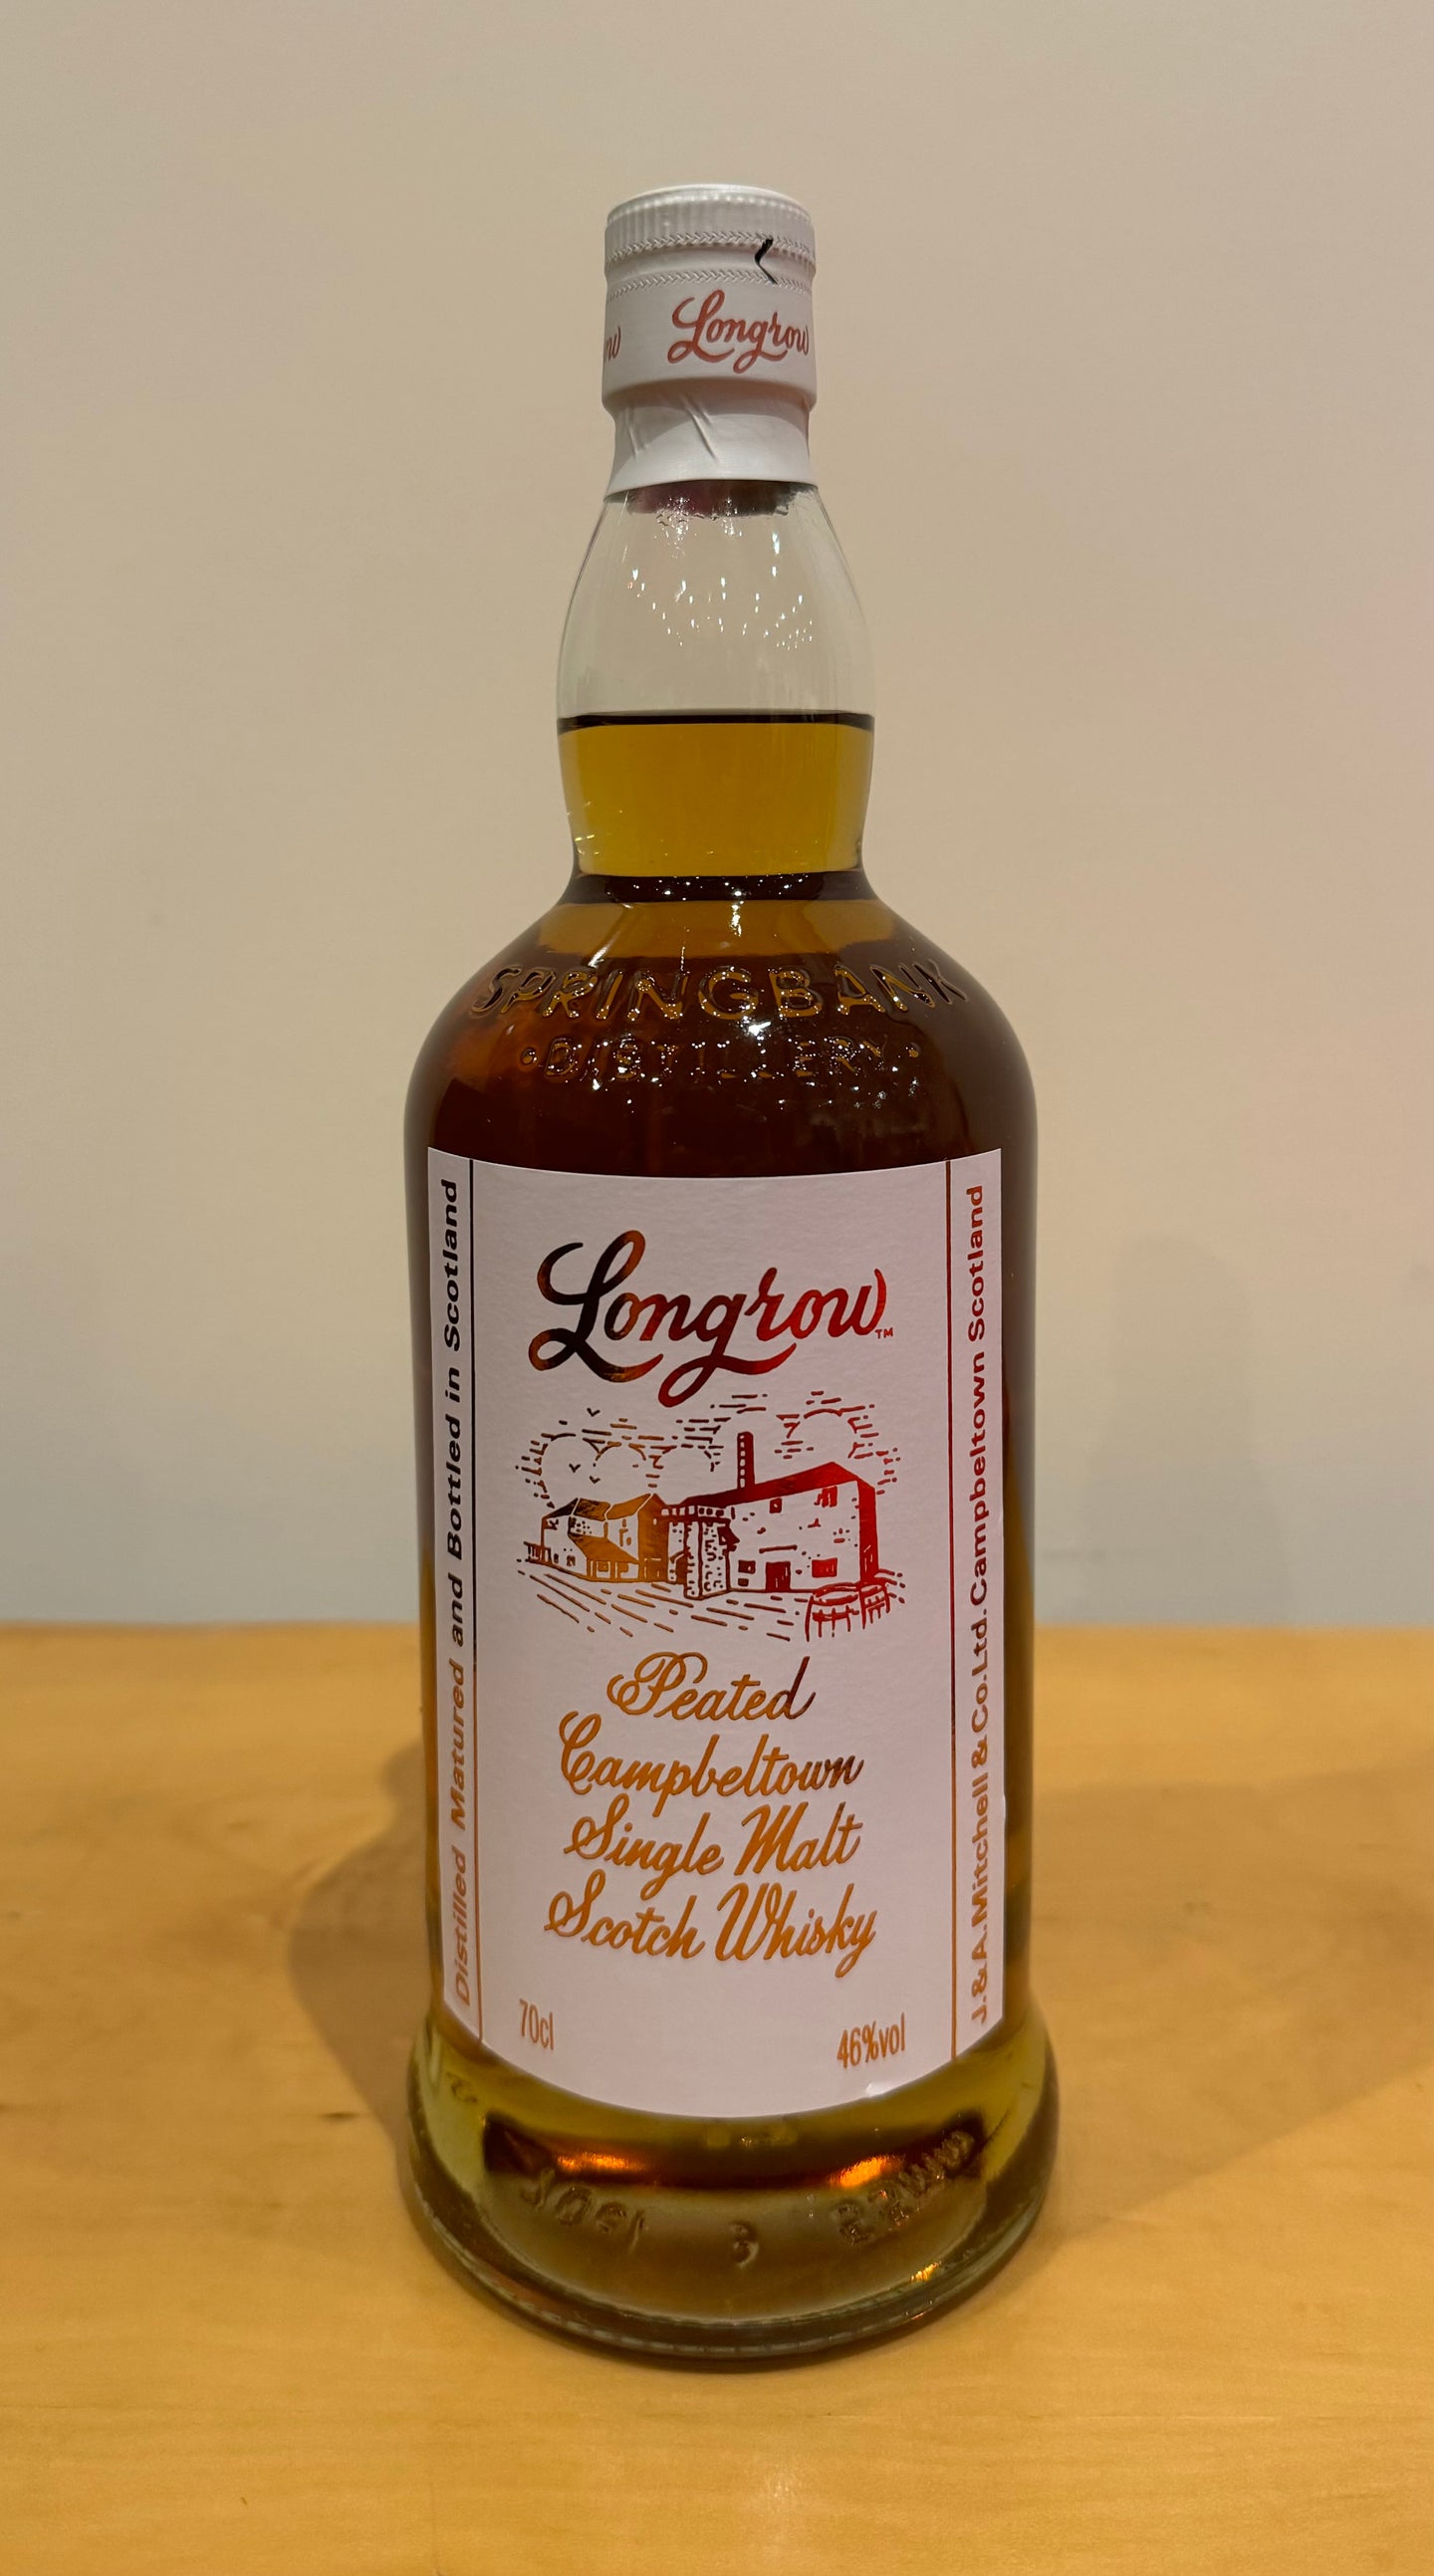 Longrow
SPRINGBANK
·DISTILLERY·
Distilled Matured and Bottled in Scotland
Longrow™
Peated
Campbeltown
Single Malt
Scotch Whisky
70cl
46%vol
J.&A.Mitchell & Co.Ltd.Campbeltown Scotland